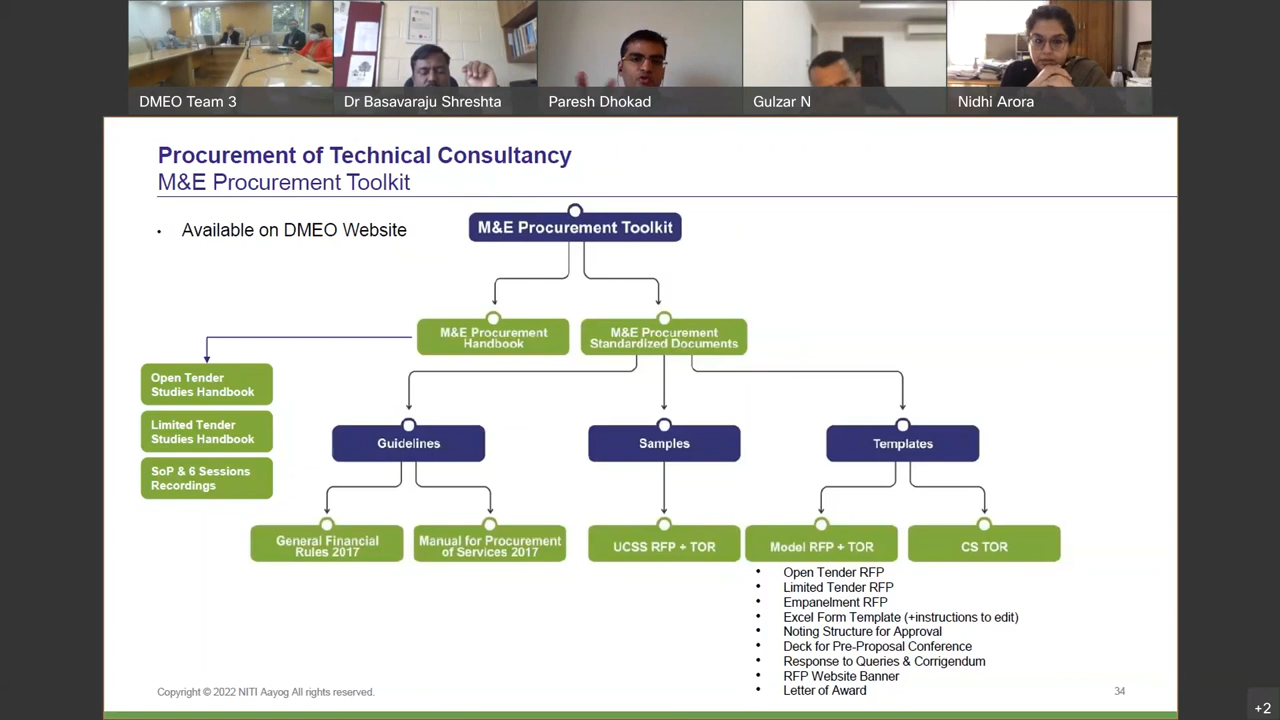 DMEO Team 3
Dr Basavaraju Shreshta
Paresh Dhokad
Gulzar N
Nidhi Arora
Procurement of Technical Consultancy
M&E Procurement Toolkit
• Available on DMEO Website
M&E Procurement Toolkit
M&E Procurement
Handbook
M&E Procurement
Standardized Documents
Open Tender
Studies Handbook
Limited Tender
Studies Handbook
SoP & 6 Sessions
Recordings
Guidelines
Samples
Templates
General Financial
Rules 2017
Manual for Procurement
of Services 2017
UCSS RFP + TOR
Model RFP + TOR
CS TOR
• Open Tender RFP
• Limited Tender RFP
• Empanelment RFP
• Excel Form Template (+instructions to edit)
• Noting Structure for Approval
• Deck for Pre-Proposal Conference
• Response to Queries & Corrigendum
• RFP Website Banner
• Letter of Award
Copyright © 2022 NITI Aayog All rights reserved.
34
+2